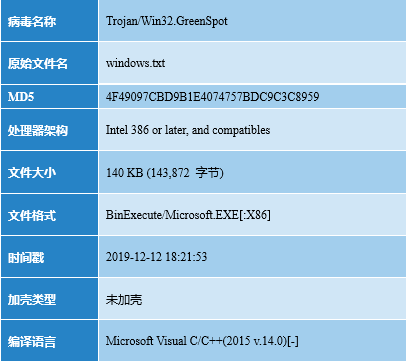 病毒名称 Trojan/Win32.GreenSpot
原始文件名 windows.txt
MD5 4F49097CBD9B1E4074757BDC9C3C8959
处理器架构 Intel 386 or later, and compatibles
文件大小 140 KB (143,872 字节)
文件格式 BinExecute/Microsoft.EXE[:X86]
时间戳 2019-12-12 18:21:53
加壳类型 未加壳
编译语言 Microsoft Visual C/C++(2015 v.14.0)[-]